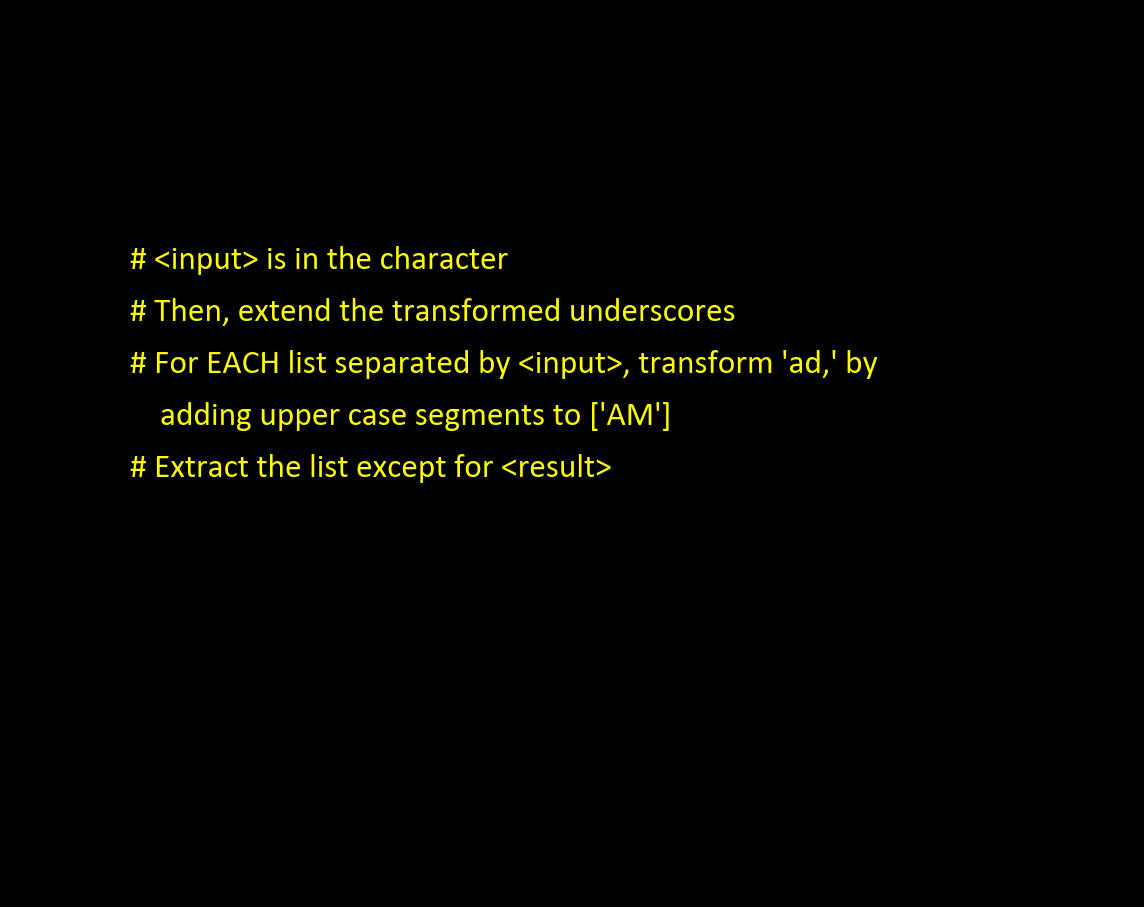 # <input> is in the character
# Then, extend the transformed underscores
# For EACH list separated by <input>, transform 'ad,' by
adding upper case segments to ['AM']
# Extract the list except for <result>